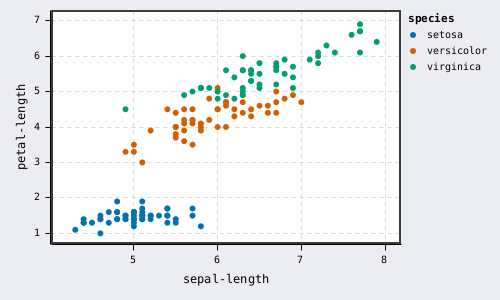 species
setosa
versicolor
virginica
petal-length
7
6
5
4
3
2
1
5
6
7
8
sepal-length